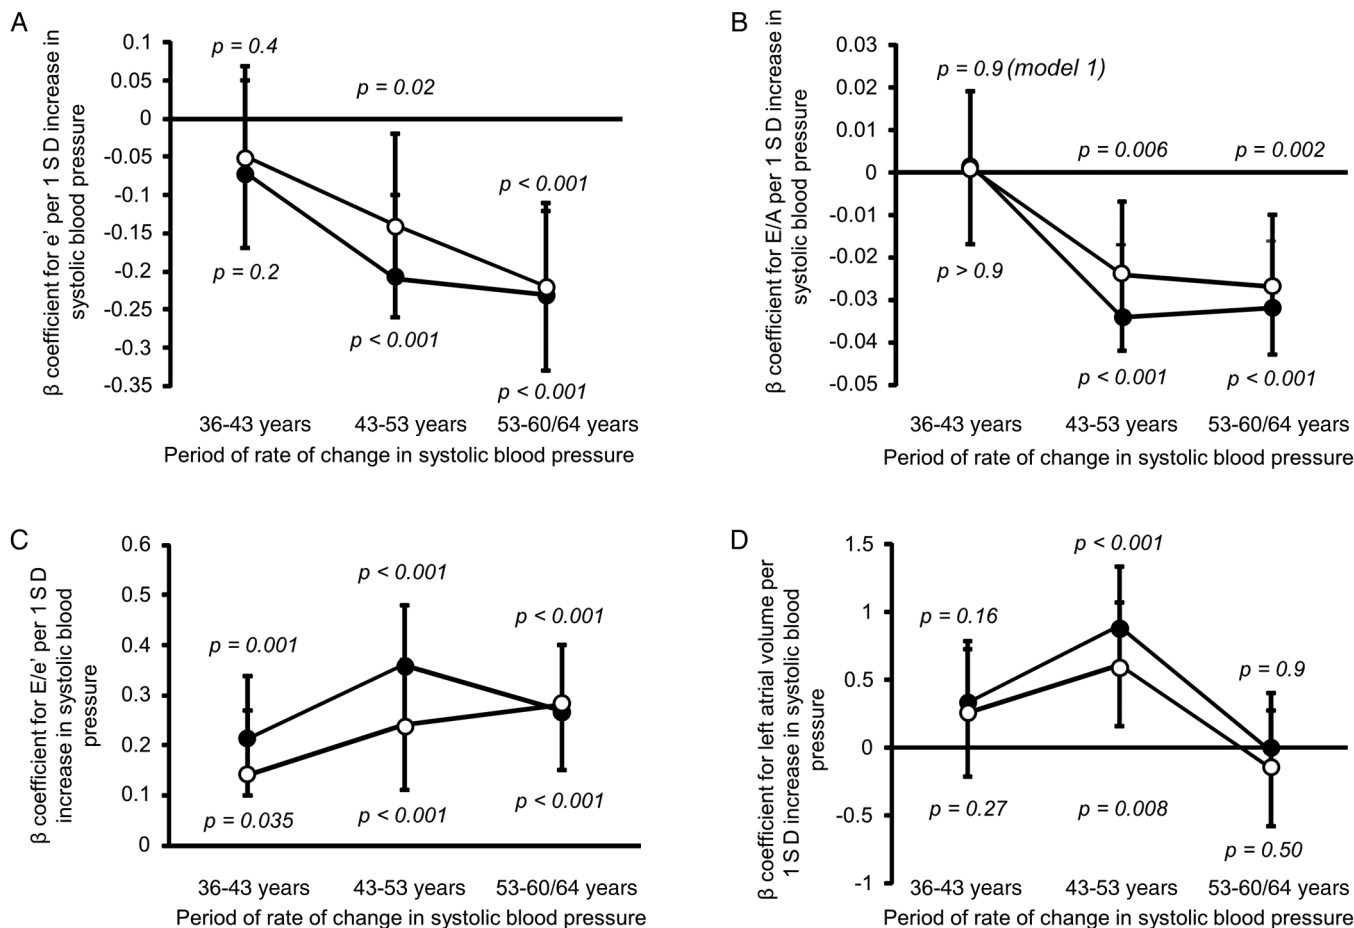 A
β coefficient for e' per 1 SD increase in
systolic blood pressure
0.1
0.05
0
-0.05
-0.1
-0.15
-0.2
-0.25
-0.3
-0.35
p = 0.4
p = 0.02
p < 0.001
p = 0.2
p < 0.001
p < 0.001
36-43 years
43-53 years
53-60/64 years
Period of rate of change in systolic blood pressure
B
β coefficient for E/A per 1 SD increase in
systolic blood pressure
0.03
0.02
0.01
0
-0.01
-0.02
-0.03
-0.04
-0.05
p = 0.9 (model 1)
p = 0.006
p = 0.002
p > 0.9
p < 0.001
p < 0.001
36-43 years
43-53 years
53-60/64 years
Period of rate of change in systolic blood pressure
C
β coefficient for E/e' per 1 SD
increase in systolic blood
pressure
0.6
0.5
0.4
0.3
0.2
0.1
0
p = 0.001
p < 0.001
p < 0.001
p = 0.035
p < 0.001
p < 0.001
36-43 years
43-53 years
53-60/64 years
Period of rate of change in systolic blood pressure
D
β coefficient for left atrial volume per
1 SD increase in systolic blood
pressure
1.5
1
0.5
0
-0.5
-1
p = 0.16
p < 0.001
p = 0.9
p = 0.27
p = 0.008
p = 0.50
36-43 years
43-53 years
53-60/64 years
Period of rate of change in systolic blood pressure